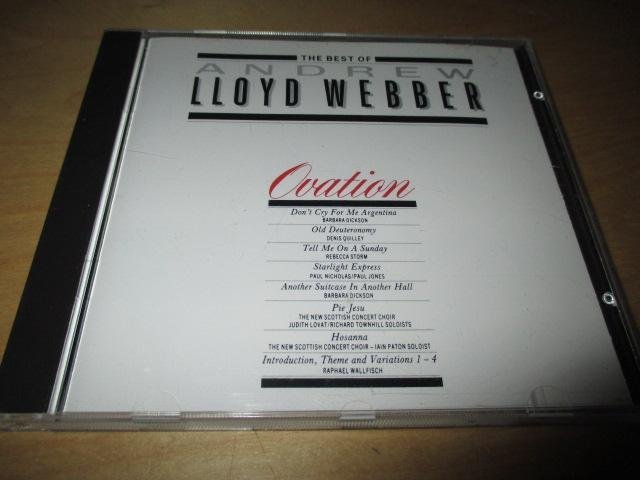 THE BEST OF
ANDREW
LLOYD WEBBER
Ovation
Don't Cry For Me Argentina
BARBARA DICKSON
Old Deuteronomy
DENIS QUILLEY
Tell Me On A Sunday
REBECCA STORM
Starlight Express
PAUL NICHOLAS/PAUL JONES
Another Suitcase In Another Hall
BARBARA DICKSON
Pie Jesu
THE NEW SCOTTISH CONCERT CHOIR
JUDITH LOVAT/RICHARD TOWNHILL SOLOISTS
Hosanna
THE NEW SCOTTISH CONCERT CHOIR – IAIN PATON SOLOIST
Introduction, Theme and Variations 1 – 4
RAPHAEL WALLFISCH